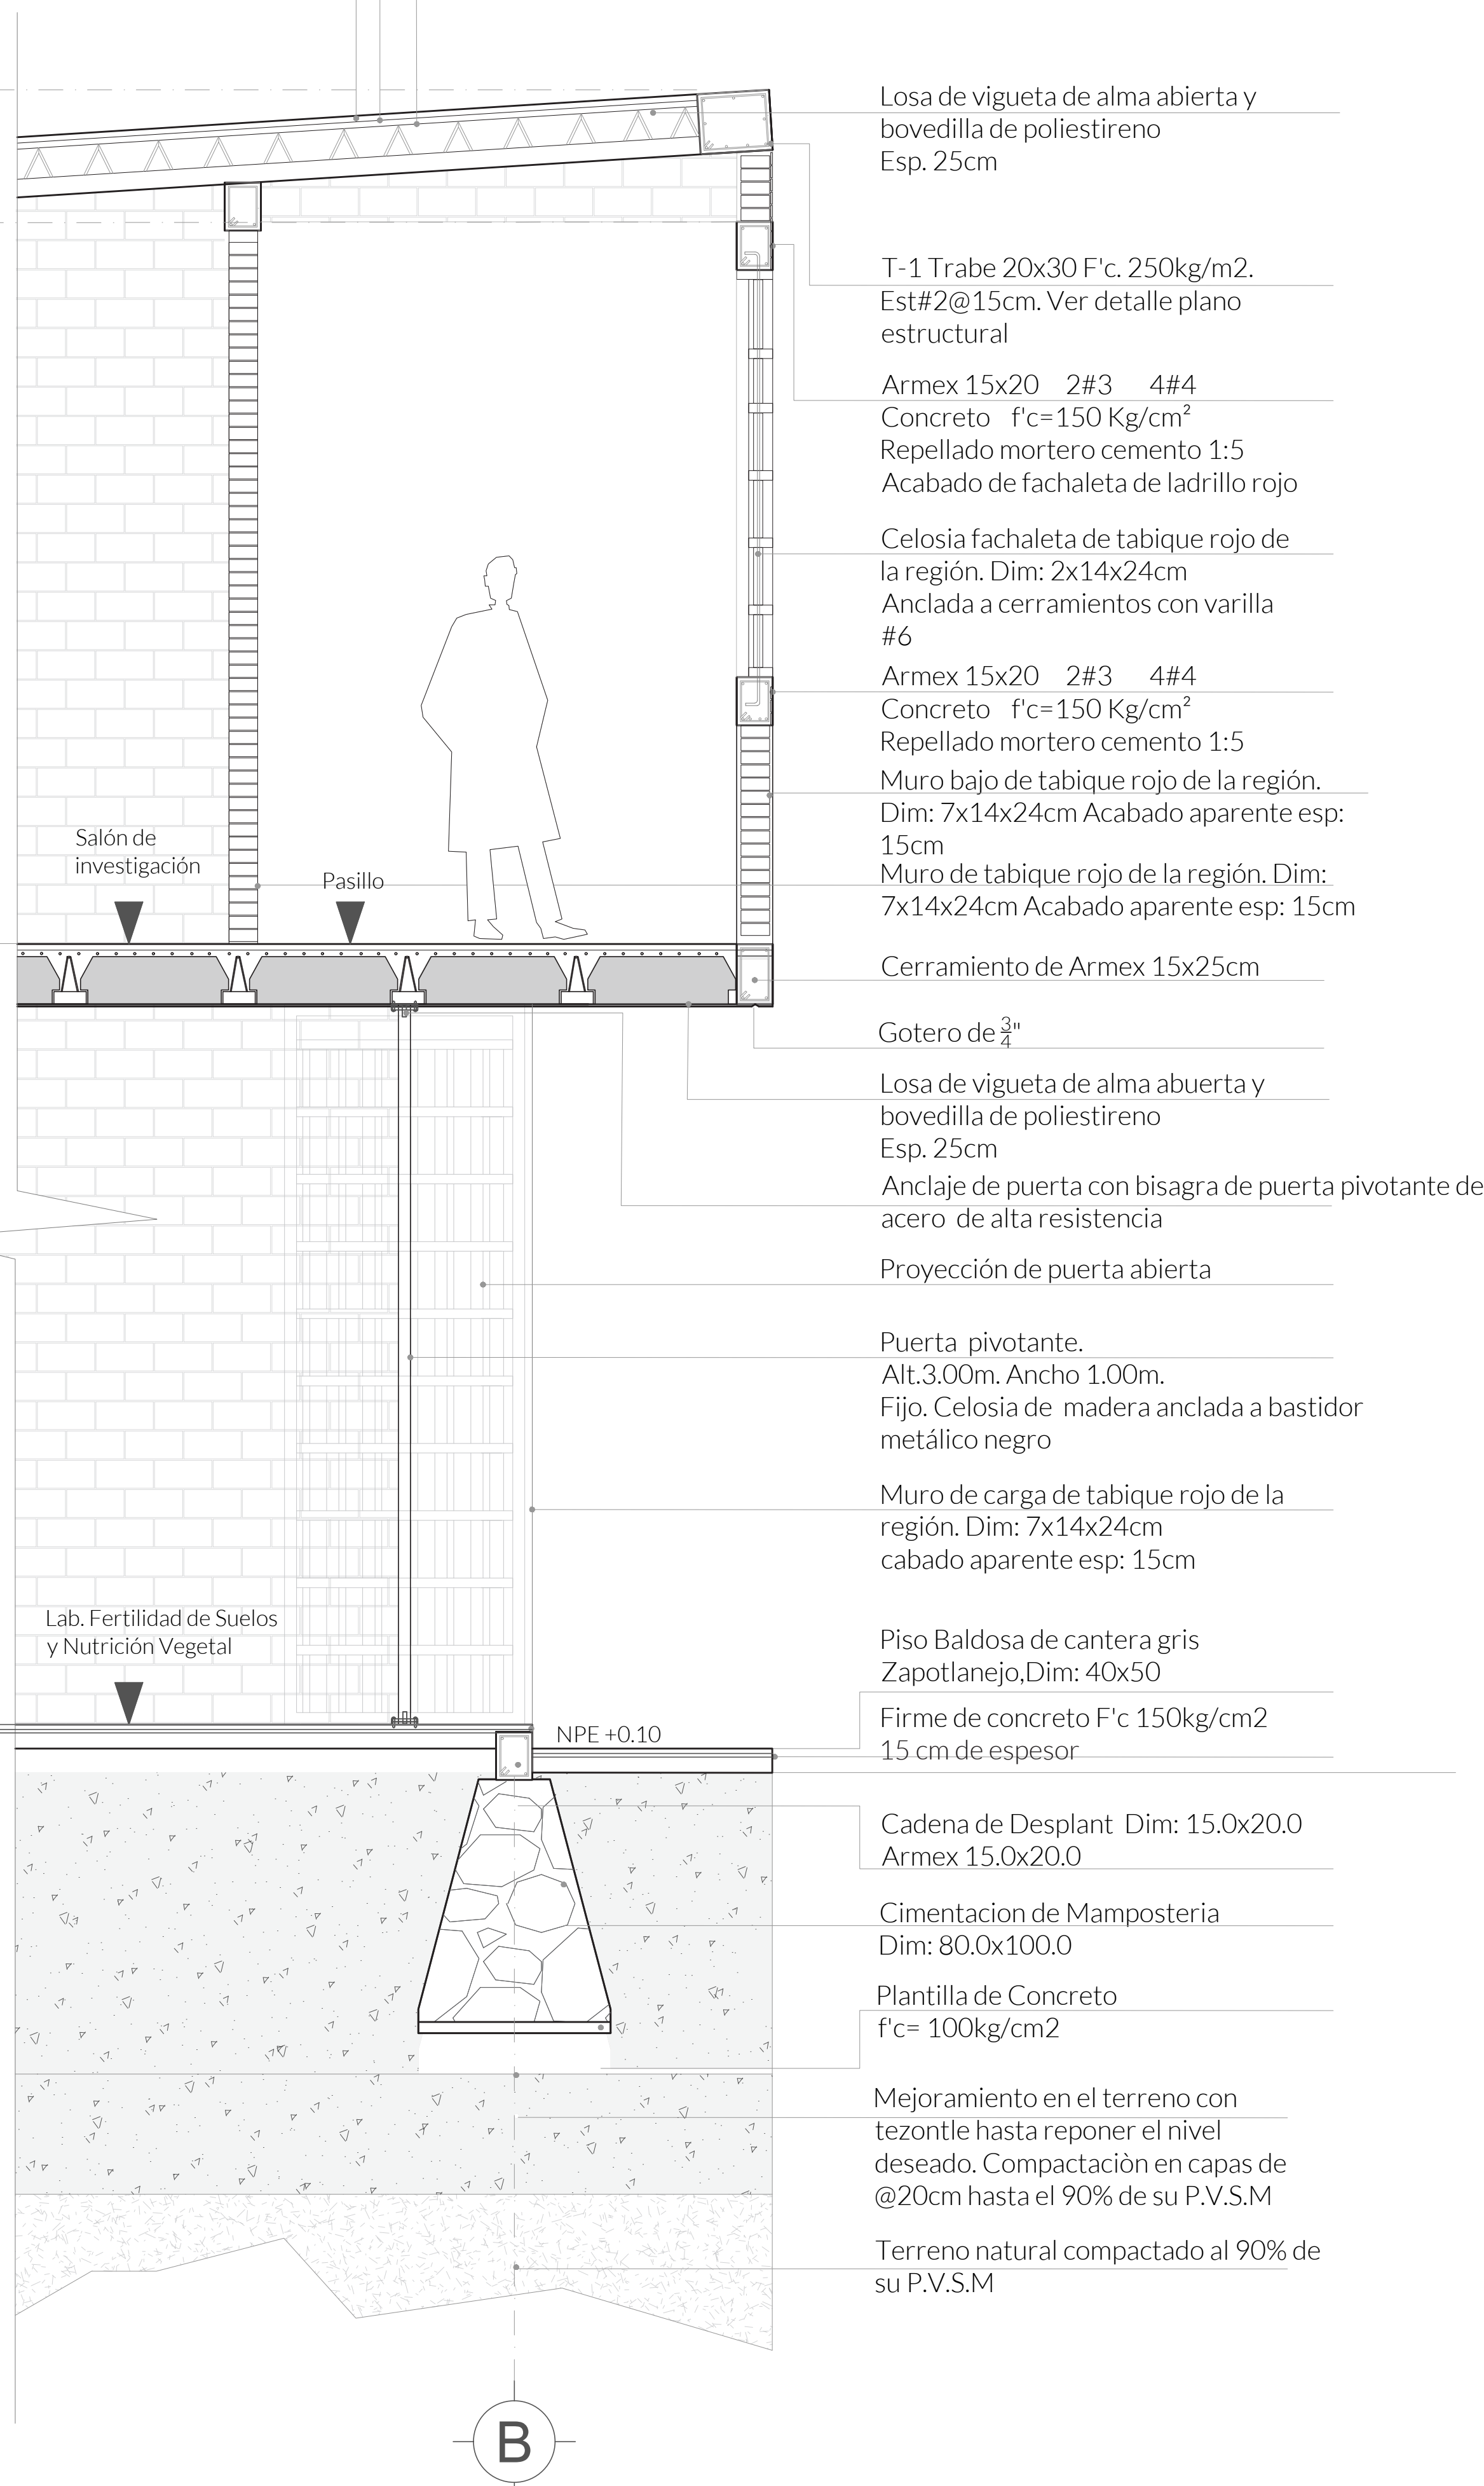 Losa de vigueta de alma abierta y
bovedilla de poliestireno
Esp. 25cm
T-1 Trabe 20x30 F'c. 250kg/m2.
Est#2@15cm. Ver detalle plano
estructural
Armex 15x20 2#3 4#4
Concreto f'c=150 Kg/cm²
Repellado mortero cemento 1:5
Acabado de fachaleta de ladrillo rojo
Celosia fachaleta de tabique rojo de
la región. Dim: 2x14x24cm
Anclada a cerramientos con varilla
#6
Armex 15x20 2#3 4#4
Concreto f'c=150 Kg/cm²
Repellado mortero cemento 1:5
Muro bajo de tabique rojo de la región.
Dim: 7x14x24cm Acabado aparente esp:
15cm
Muro de tabique rojo de la región. Dim:
7x14x24cm Acabado aparente esp: 15cm
Salón de
investigación
Pasillo
Cerramiento de Armex 15x25cm
Gotero de 3/4"
Losa de vigueta de alma abuerta y
bovedilla de poliestireno
Esp. 25cm
Anclaje de puerta con bisagra de puerta pivotante de
acero de alta resistencia
Proyección de puerta abierta
Puerta pivotante.
Alt.3.00m. Ancho 1.00m.
Fijo. Celosia de madera anclada a bastidor
metálico negro
Muro de carga de tabique rojo de la
región. Dim: 7x14x24cm
cabado aparente esp: 15cm
Lab. Fertilidad de Suelos
y Nutrición Vegetal
Piso Baldosa de cantera gris
Zapotlanejo,Dim: 40x50
NPE +0.10
Firme de concreto F'c 150kg/cm2
15 cm de espesor
Cadena de Desplant Dim: 15.0x20.0
Armex 15.0x20.0
Cimentacion de Mamposteria
Dim: 80.0x100.0
Plantilla de Concreto
f'c= 100kg/cm2
Mejoramiento en el terreno con
tezontle hasta reponer el nivel
deseado. Compactaciòn en capas de
@20cm hasta el 90% de su P.V.S.M
Terreno natural compactado al 90% de
su P.V.S.M
B